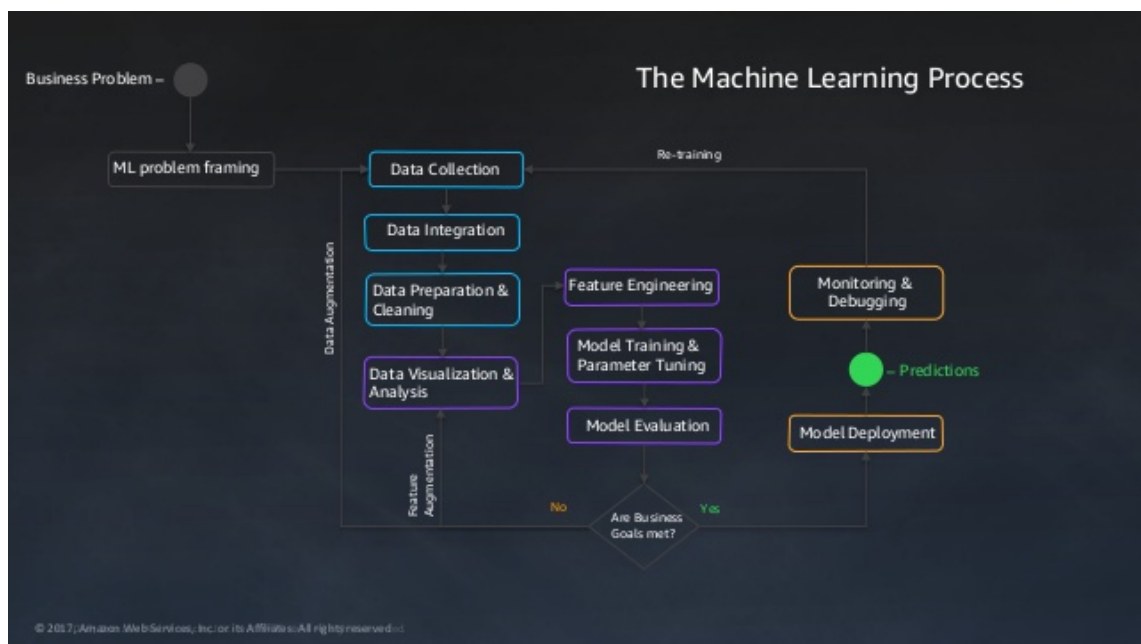 The Machine Learning Process
Business Problem –
ML problem framing
Re-training
Data Collection
Data Integration
Data Augmentation
Data Preparation &
Cleaning
Data Visualization &
Analysis
Feature
Augmentation
Feature Engineering
Model Training &
Parameter Tuning
Model Evaluation
Are Business
Goals met?
No
Yes
Model Deployment
– Predictions
Monitoring &
Debugging
© 2017, Amazon Web Services, Inc. or its Affiliates. All rights reserved.